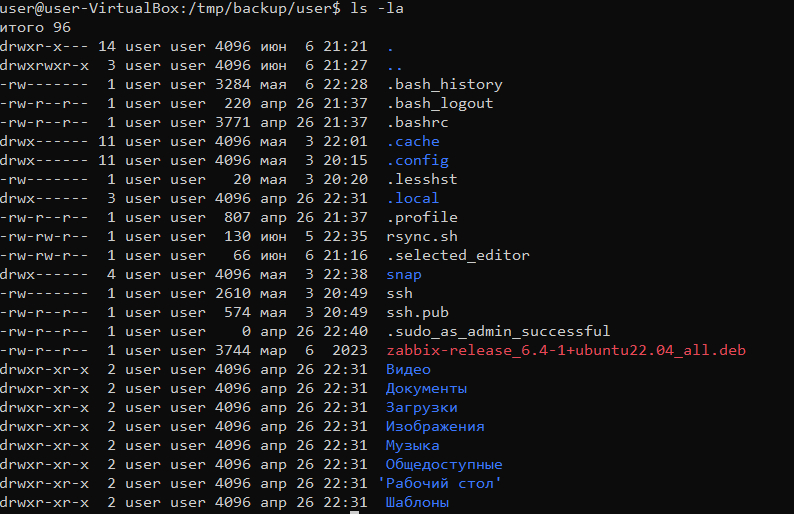 user@user-VirtualBox:/tmp/backup/user$ ls -la
итого 96
drwxr-x--- 14 user user 4096 июн  6 21:21  .
drwxrwxr-x  3 user user 4096 июн  6 21:27  ..
-rw-------  1 user user 3284 мая  6 22:28  .bash_history
-rw-r--r--  1 user user  220 апр 26 21:37  .bash_logout
-rw-r--r--  1 user user 3771 апр 26 21:37  .bashrc
drwx------ 11 user user 4096 мая  3 22:01  .cache
drwx------ 11 user user 4096 мая  3 20:15  .config
-rw-------  1 user user   20 мая  3 20:20  .lesshst
drwx------  3 user user 4096 апр 26 22:31  .local
-rw-r--r--  1 user user  807 апр 26 21:37  .profile
-rw-rw-r--  1 user user  130 июн  5 22:35  rsync.sh
-rw-rw-r--  1 user user   66 июн  6 21:16  .selected_editor
drwx------  4 user user 4096 мая  3 22:38  snap
-rw-------  1 user user 2610 мая  3 20:49  ssh
-rw-r--r--  1 user user  574 мая  3 20:49  ssh.pub
-rw-r--r--  1 user user    0 апр 26 22:40  .sudo_as_admin_successful
-rw-r--r--  1 user user 3744 мар  6  2023  zabbix-release_6.4-1+ubuntu22.04_all.deb
drwxr-xr-x  2 user user 4096 апр 26 22:31  Видео
drwxr-xr-x  2 user user 4096 апр 26 22:31  Документы
drwxr-xr-x  2 user user 4096 апр 26 22:31  Загрузки
drwxr-xr-x  2 user user 4096 апр 26 22:31  Изображения
drwxr-xr-x  2 user user 4096 апр 26 22:31  Музыка
drwxr-xr-x  2 user user 4096 апр 26 22:31  Общедоступные
drwxr-xr-x  2 user user 4096 апр 26 22:31 'Рабочий стол'
drwxr-xr-x  2 user user 4096 апр 26 22:31  Шаблоны